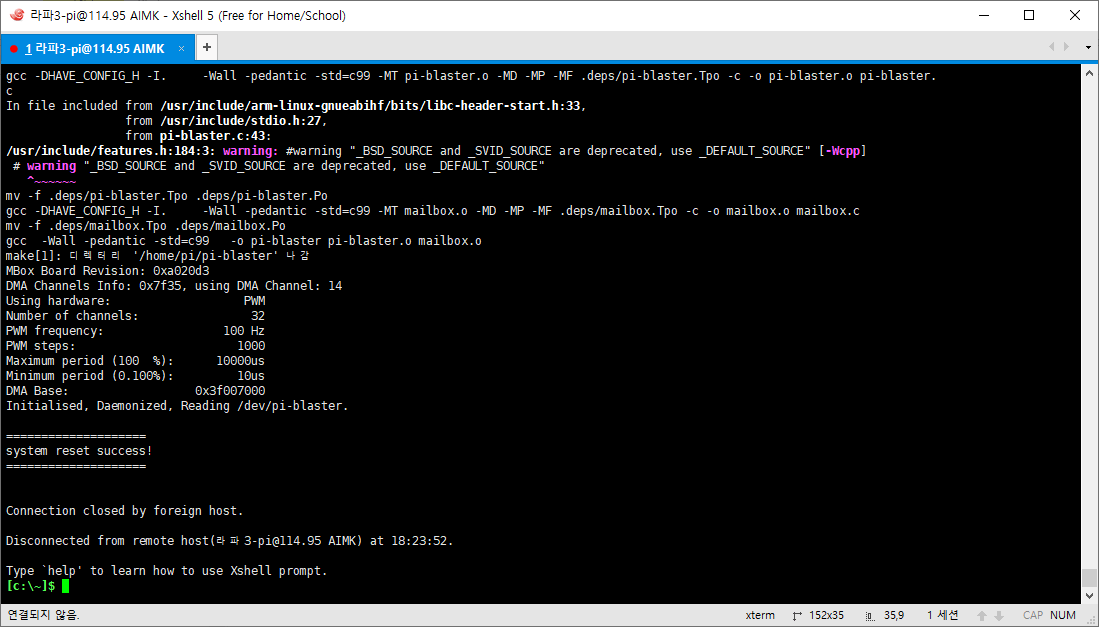 라파3-pi@114.95 AIMK - Xshell 5 (Free for Home/School)
1 라파3-pi@114.95 AIMK × +
gcc -DHAVE_CONFIG_H -I.     -Wall -pedantic -std=c99 -MT pi-blaster.o -MD -MP -MF .deps/pi-blaster.Tpo -c -o pi-blaster.o pi-blaster.
c
In file included from /usr/include/arm-linux-gnueabihf/bits/libc-header-start.h:33,
                 from /usr/include/stdio.h:27,
                 from pi-blaster.c:43:
/usr/include/features.h:184:3: warning: #warning "_BSD_SOURCE and _SVID_SOURCE are deprecated, use _DEFAULT_SOURCE" [-Wcpp]
 # warning "_BSD_SOURCE and _SVID_SOURCE are deprecated, use _DEFAULT_SOURCE"
   ^~~~~~~
mv -f .deps/pi-blaster.Tpo .deps/pi-blaster.Po
gcc -DHAVE_CONFIG_H -I.     -Wall -pedantic -std=c99 -MT mailbox.o -MD -MP -MF .deps/mailbox.Tpo -c -o mailbox.o mailbox.c
mv -f .deps/mailbox.Tpo .deps/mailbox.Po
gcc  -Wall -pedantic -std=c99   -o pi-blaster pi-blaster.o mailbox.o
make[1]: 디렉터리 '/home/pi/pi-blaster' 나감
MBox Board Revision: 0xa020d3
DMA Channels Info: 0x7f35, using DMA Channel: 14
Using hardware:                   PWM
Number of channels:                32
PWM frequency:                 100 Hz
PWM steps:                       1000
Maximum period (100  %):      10000us
Minimum period (0.100%):         10us
DMA Base:                  0x3f007000
Initialised, Daemonized, Reading /dev/pi-blaster.
====================
system reset success!
====================
Connection closed by foreign host.
Disconnected from remote host(라파3-pi@114.95 AIMK) at 18:23:52.
Type `help' to learn how to use Xshell prompt.
[c:\~]$
연결되지 않음. xterm 152x35 35,9 1 세션 CAP NUM